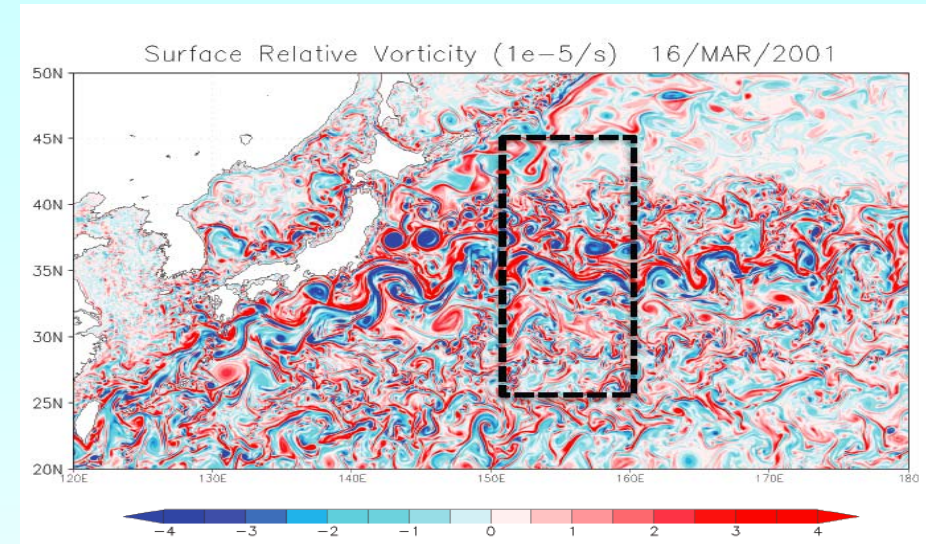 Surface Relative Vorticity (1e-5/s) 16/MAR/2001
50N
45N
40N
35N
30N
25N
20N
120E 130E 140E 150E 160E 170E 180
-4 -3 -2 -1 0 1 2 3 4